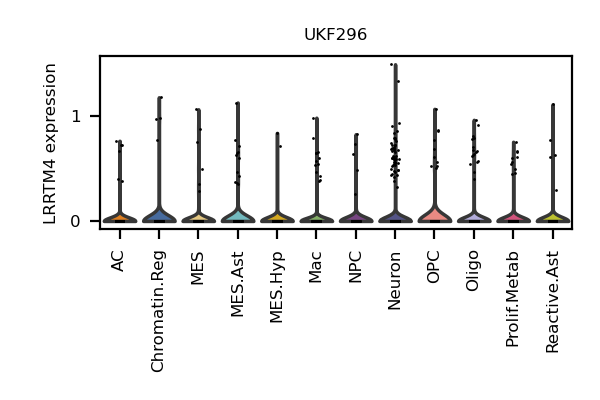 UKF296
LRRTM4 expression
1
0
AC
Chromatin.Reg
MES
MES.Ast
MES.Hyp
Mac
NPC
Neuron
OPC
Oligo
Prolif.Metab
Reactive.Ast